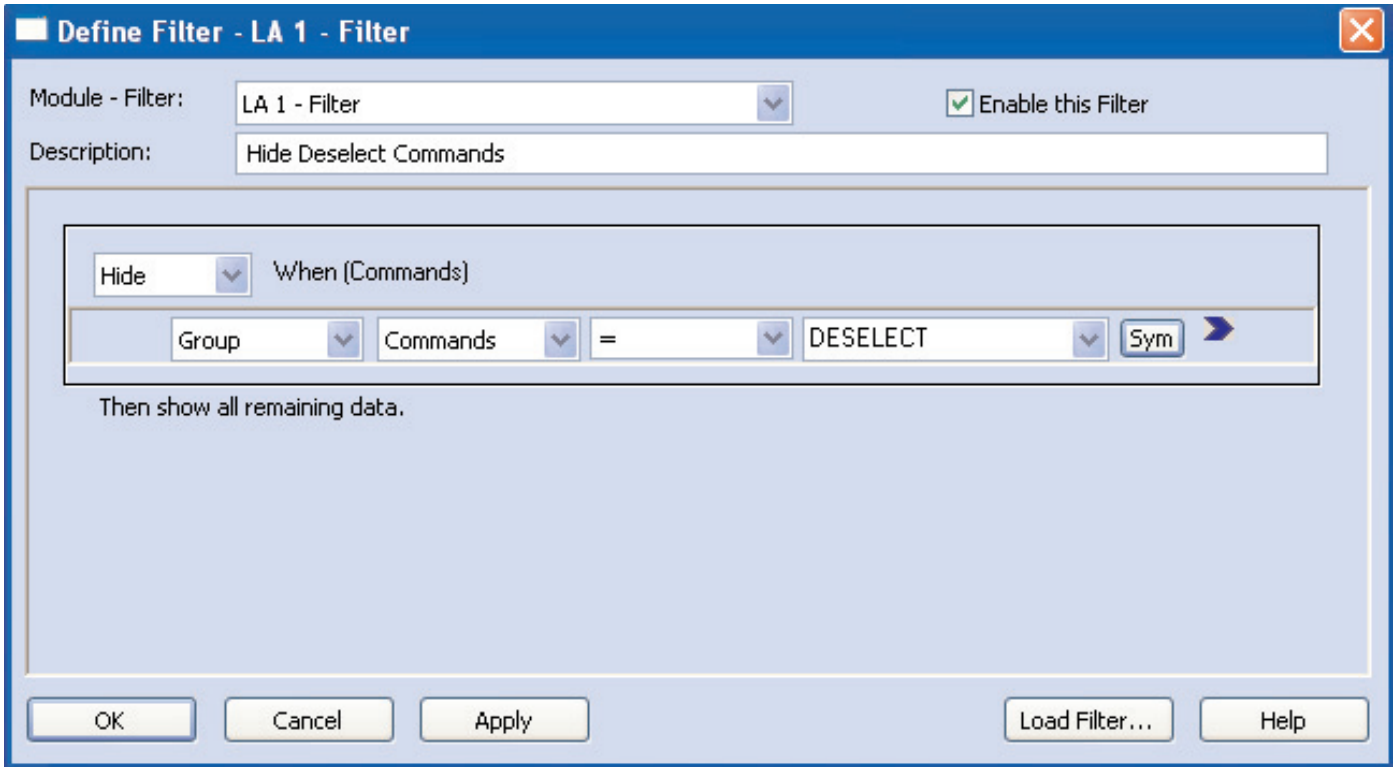 Define Filter - LA 1 - Filter
Module - Filter: LA 1 - Filter Enable this Filter
Description: Hide Deselect Commands
Hide When (Commands)
Group Commands = DESELECT Sym
Then show all remaining data.
OK Cancel Apply Load Filter... Help